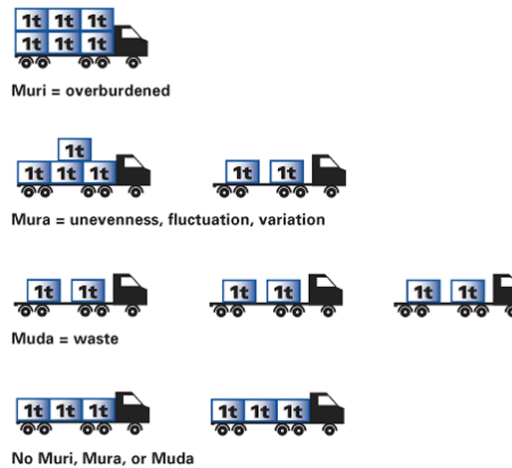 1t 1t 1t
1t 1t 1t
Muri = overburdened
1t
1t 1t 1t 1t 1t
Mura = unevenness, fluctuation, variation
1t 1t 1t 1t 1t 1t
Muda = waste
1t 1t 1t 1t 1t 1t
No Muri, Mura, or Muda